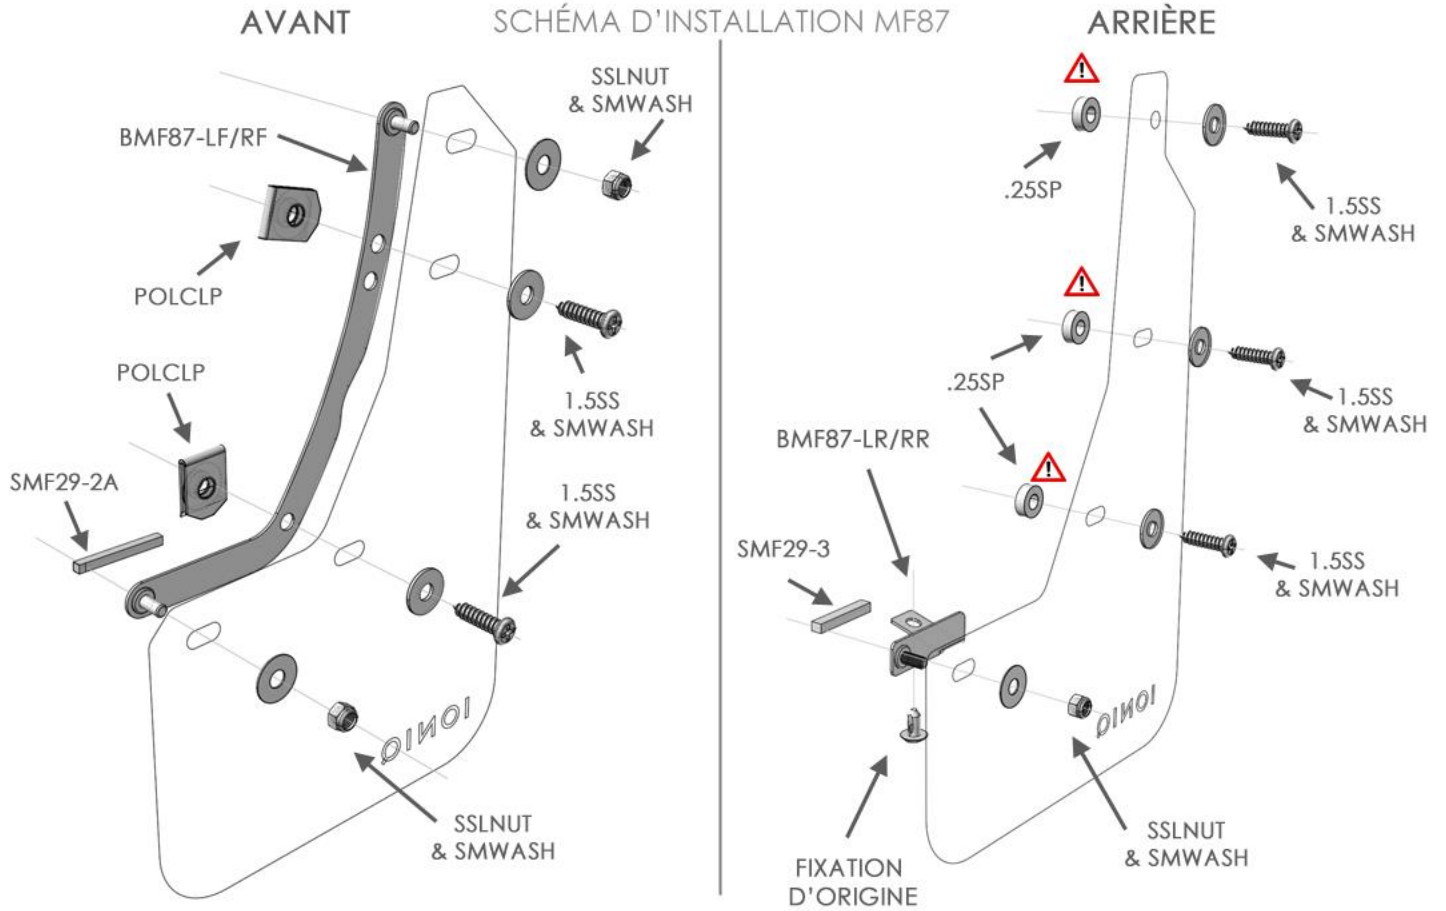 AVANT
SCHÉMA D'INSTALLATION MF87
ARRIÈRE
SSLNUT
& SMWASH
BMF87-LF/RF
POLCLP
POLCLP
1.5SS
& SMWASH
SMF29-2A
1.5SS
& SMWASH
IONIQ
SSLNUT
& SMWASH
.25SP
1.5SS
& SMWASH
.25SP
1.5SS
& SMWASH
BMF87-LR/RR
SMF29-3
1.5SS
& SMWASH
IONIQ
FIXATION
D'ORIGINE
SSLNUT
& SMWASH